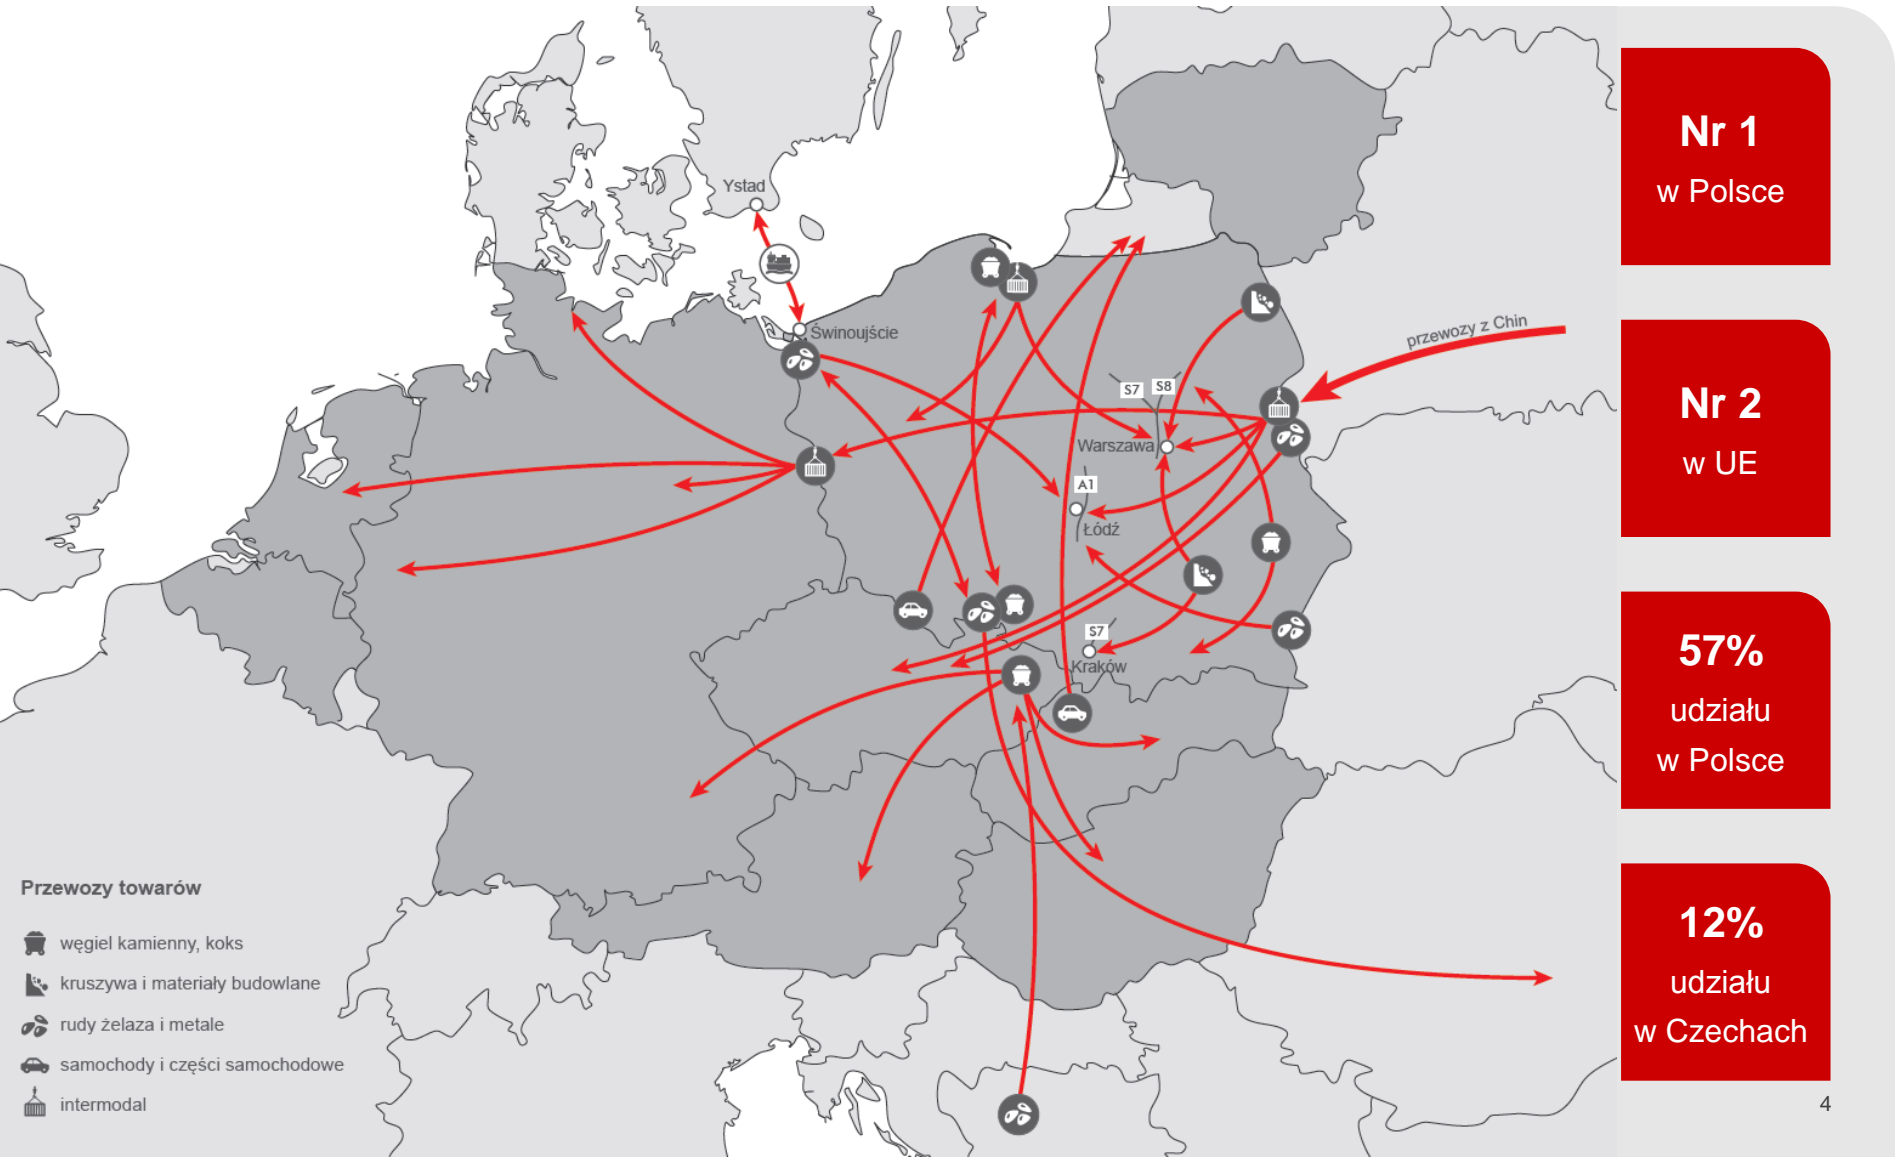 Ystad
Świnoujście
przewozy z Chin
S7
S8
Warszawa
A1
Łódź
S7
Kraków
Przewozy towarów
węgiel kamienny, koks
kruszywa i materiały budowlane
rudy żelaza i metale
samochody i części samochodowe
intermodal
Nr 1
w Polsce
Nr 2
w UE
57%
udziału
w Polsce
12%
udziału
w Czechach
4